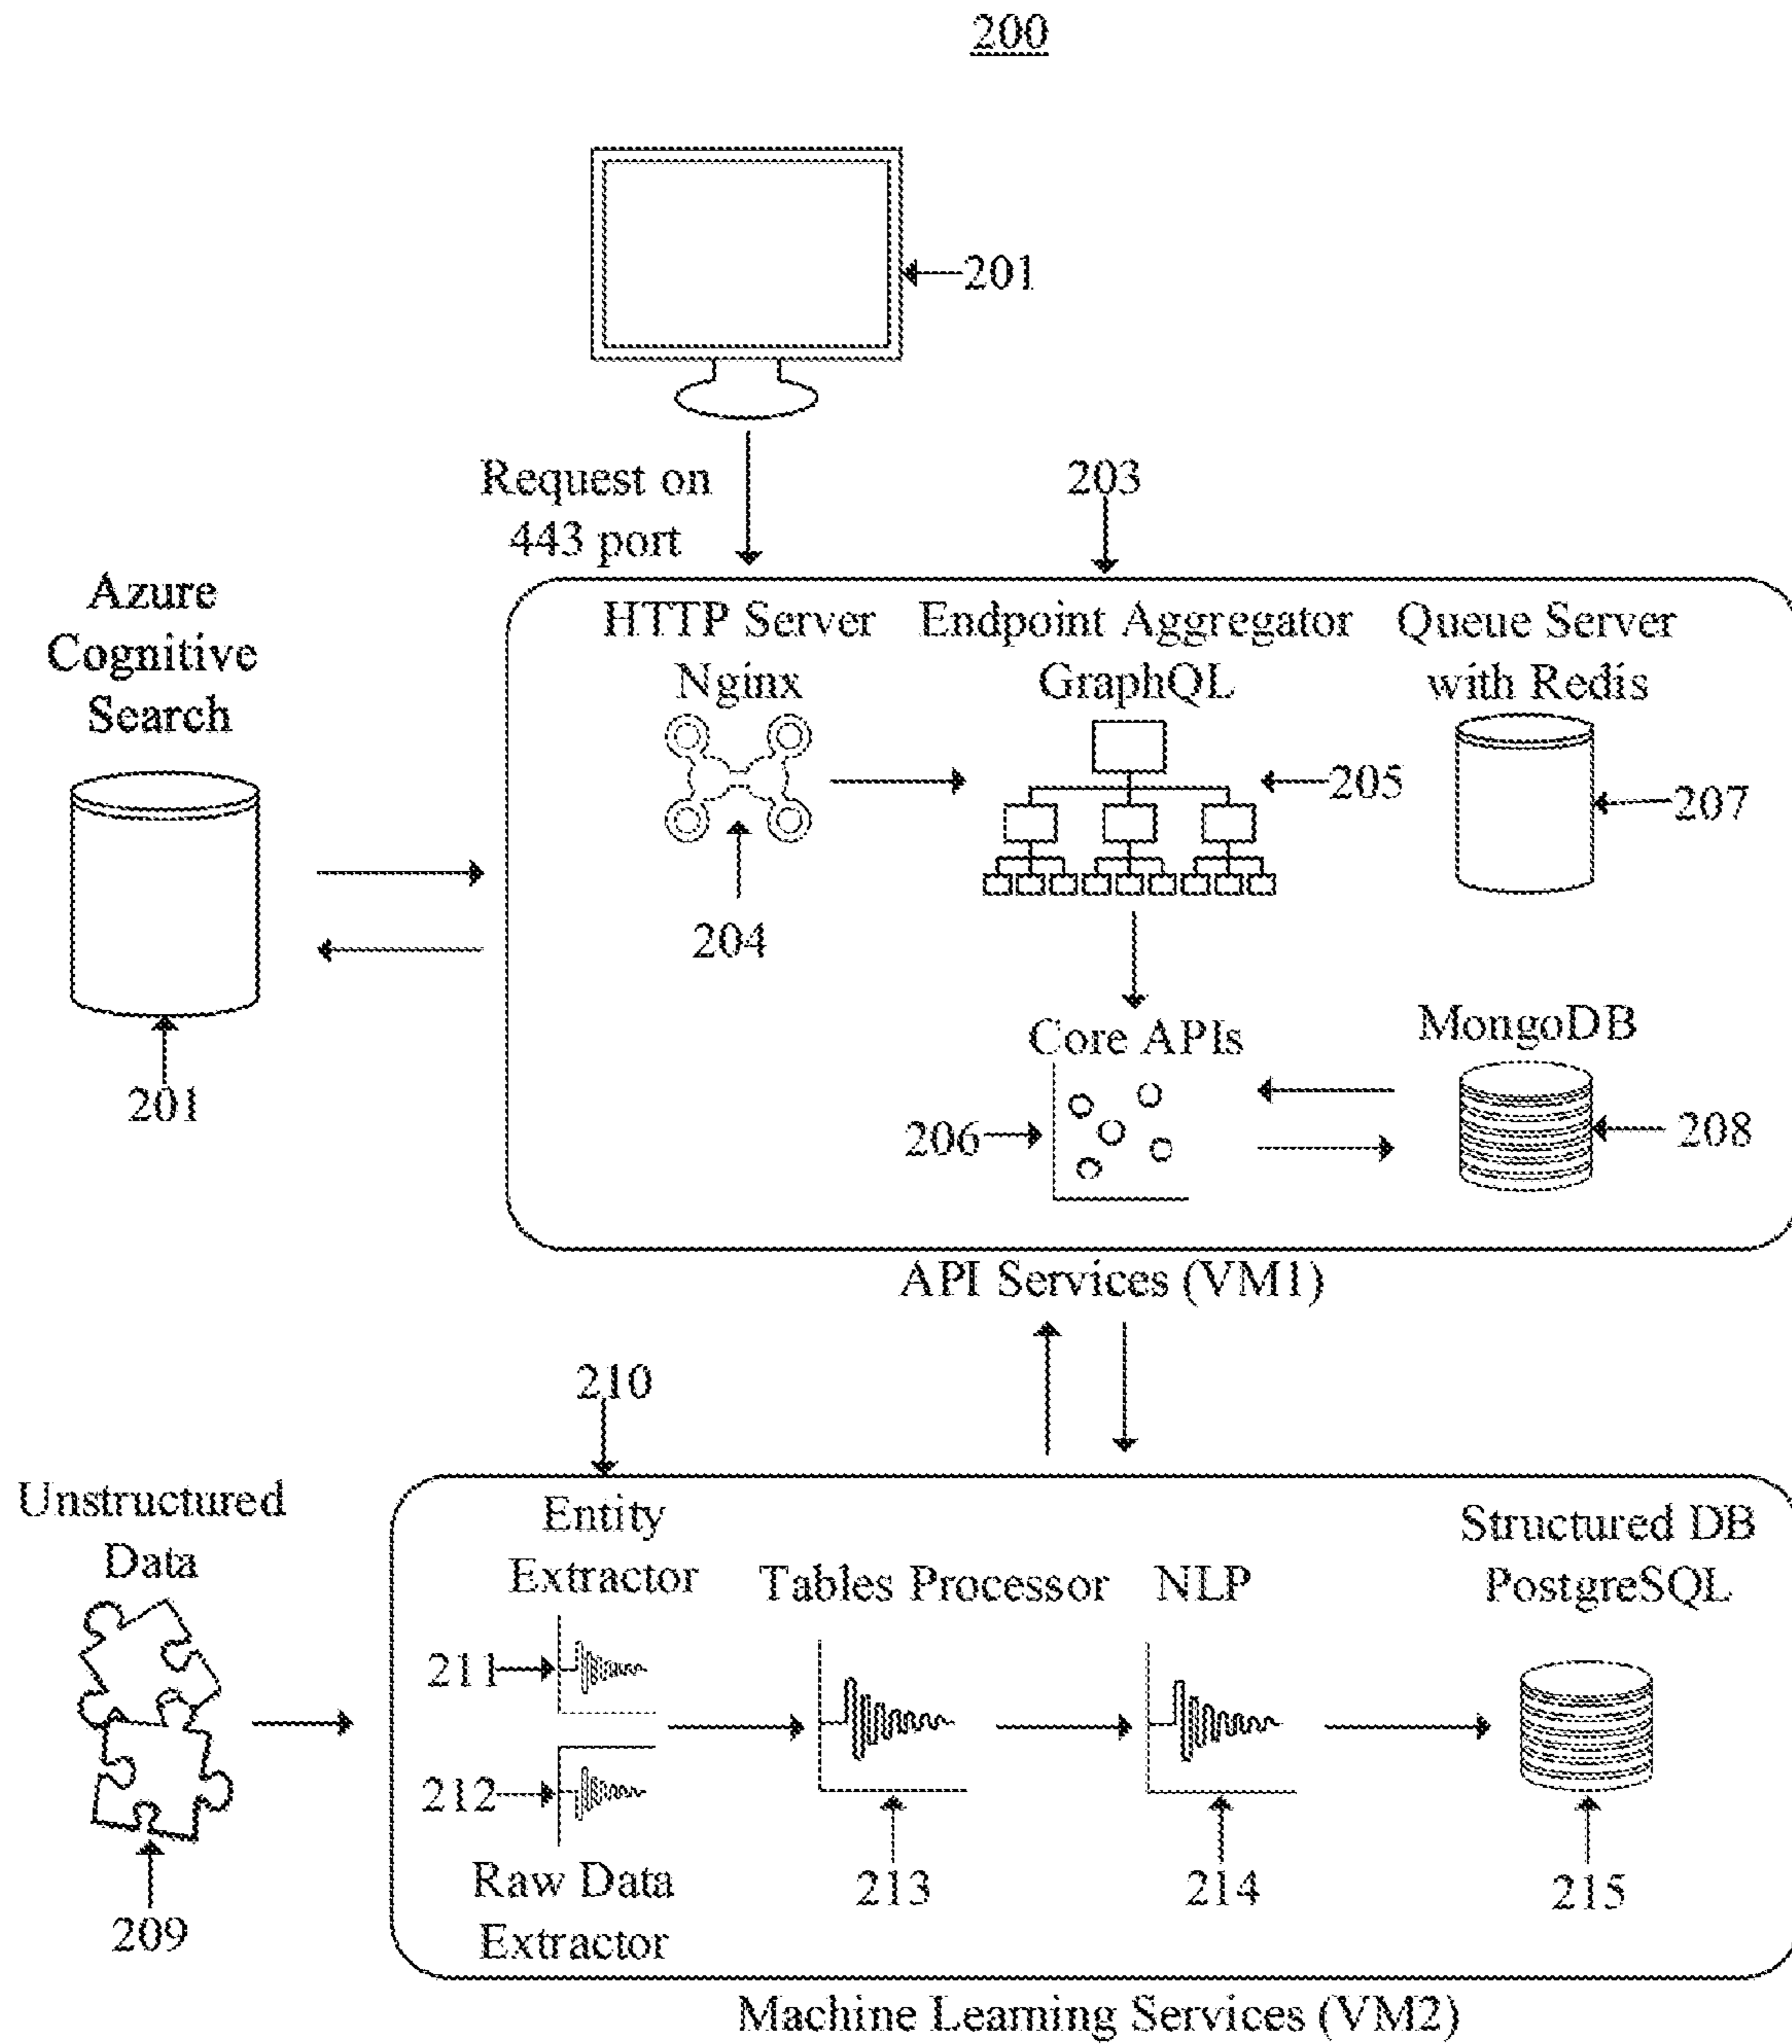 200
201
Request on
443 port
203
Azure
Cognitive
Search
201
HTTP Server
Nginx
204
Endpoint Aggregator
GraphQL
205
Queue Server
with Redis
207
Core APIs
206
MongoDB
208
API Services (VM1)
210
Unstructured
Data
209
Entity
Extractor
211
212
Raw Data
Extractor
Tables Processor
213
NLP
214
Structured DB
PostgreSQL
215
Machine Learning Services (VM2)